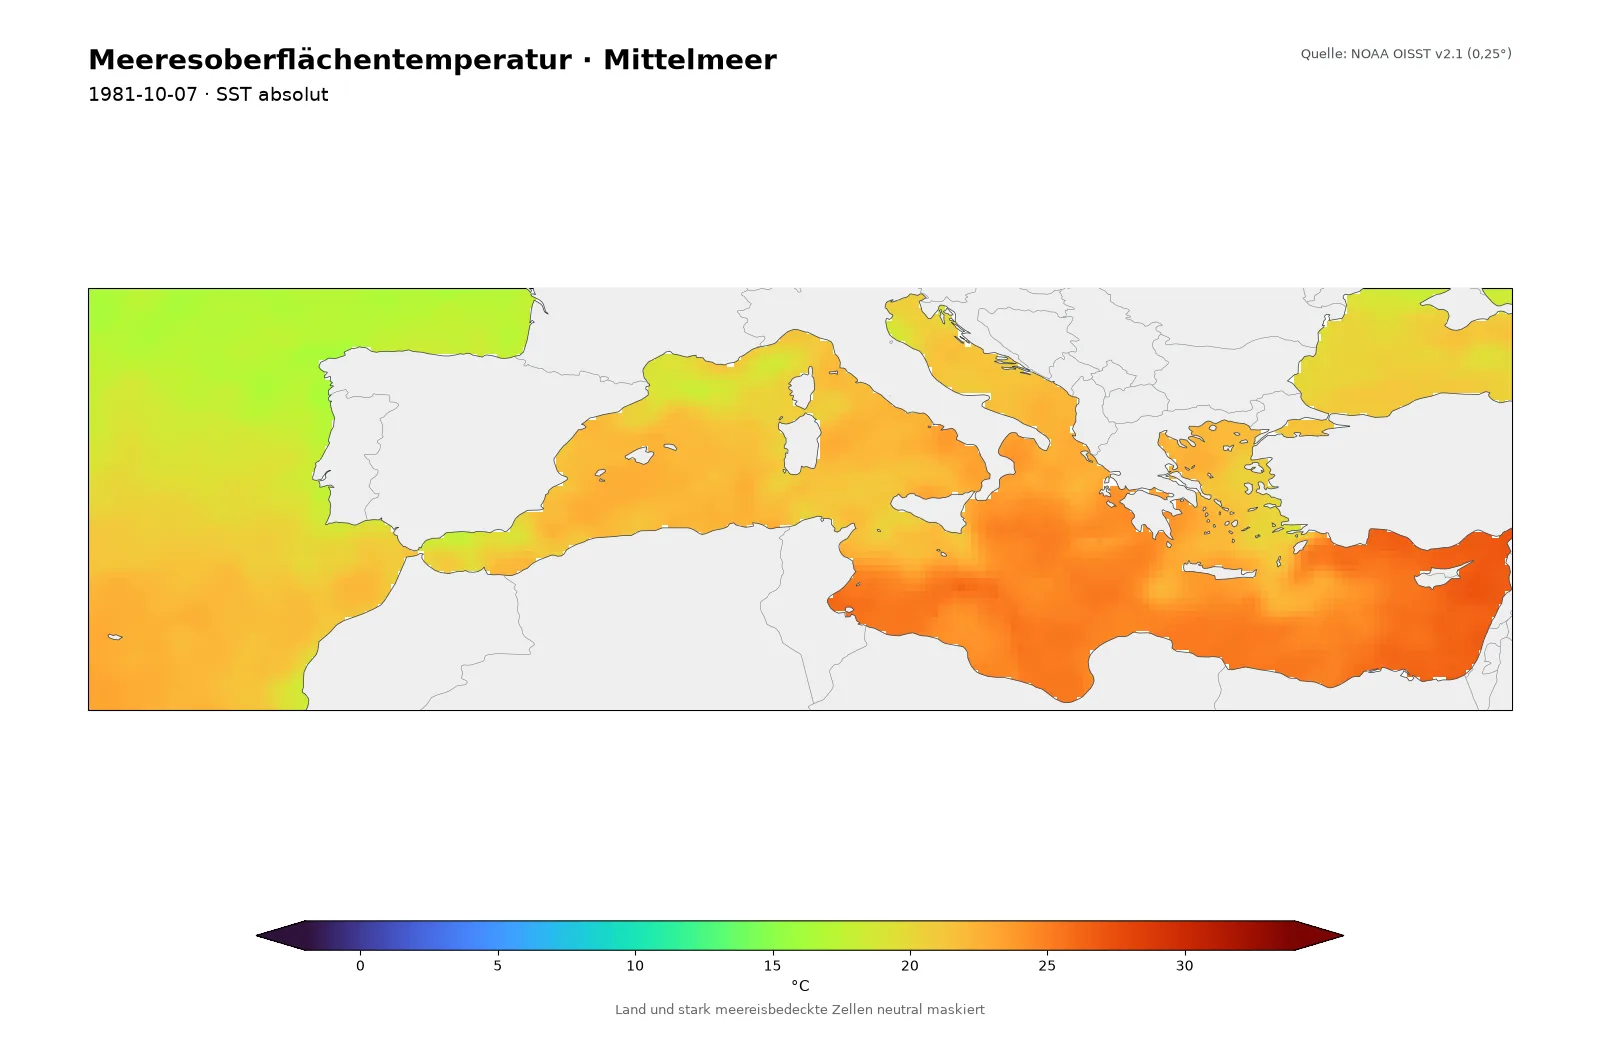 Meeresoberflächentemperatur · Mittelmeer
Quelle: NOAA OISST v2.1 (0,25°)
1981-10-07 · SST absolut
0 5 10 15 20 25 30
°C
Land und stark meereisbedeckte Zellen neutral maskiert